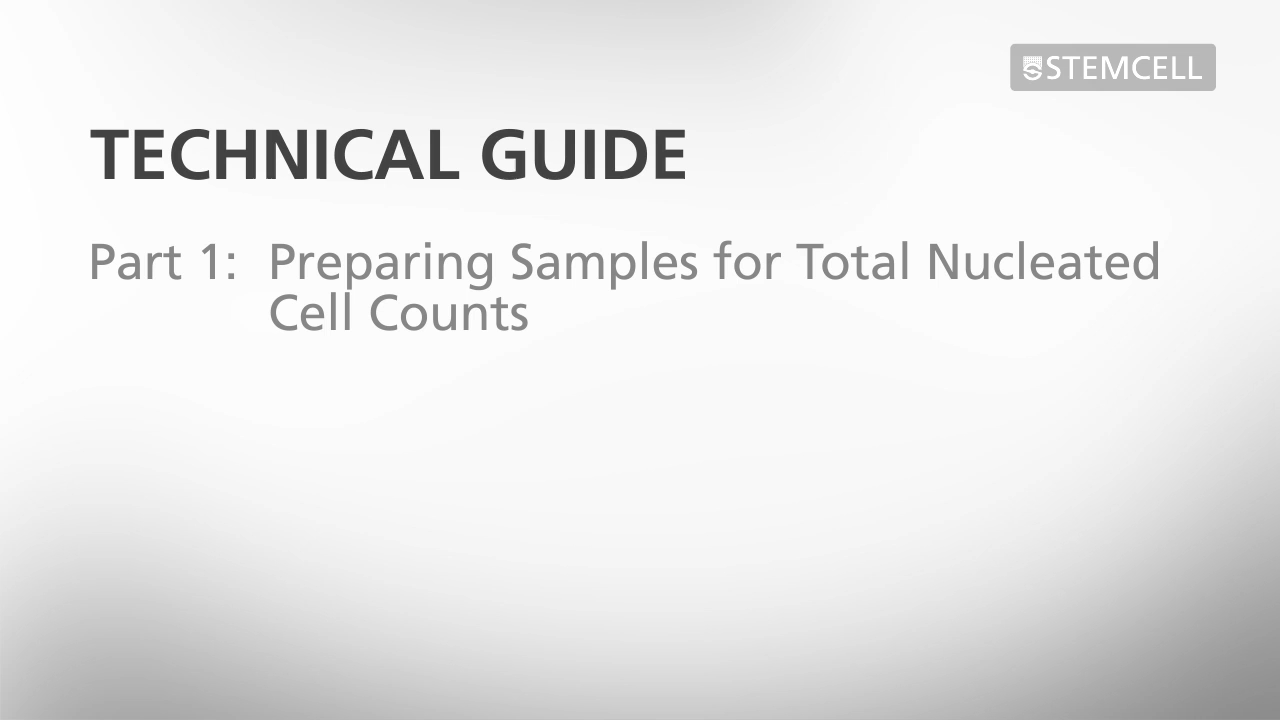 STEMCELL
TECHNICAL GUIDE
Part 1: Preparing Samples for Total Nucleated
Cell Counts